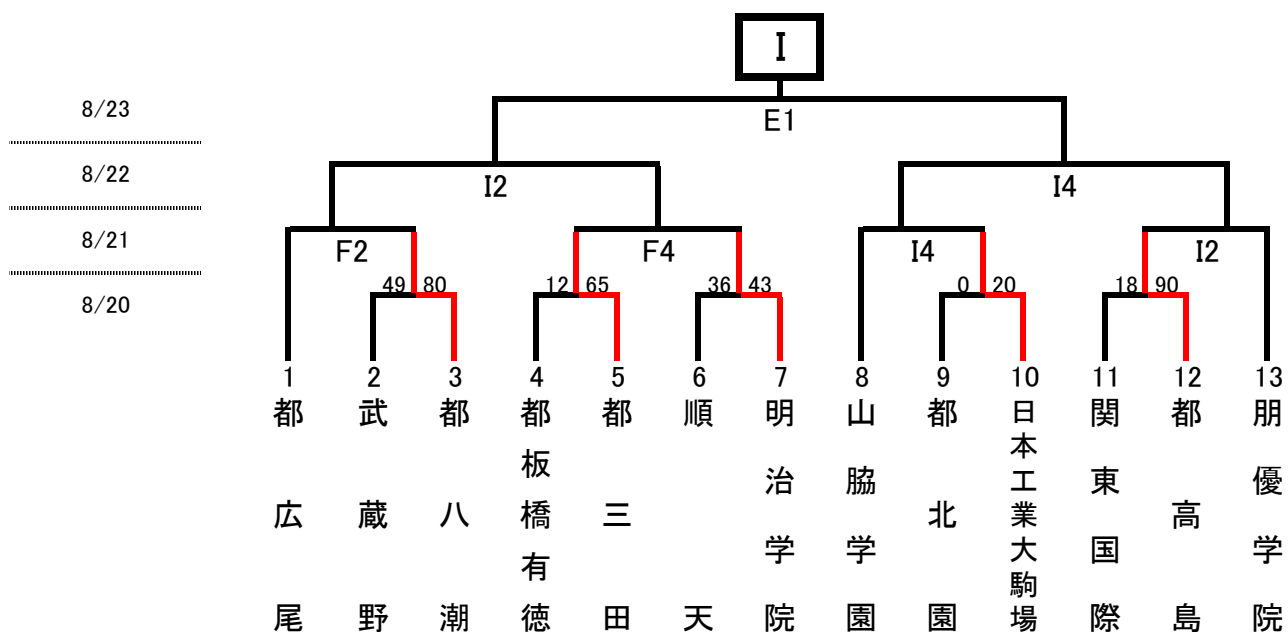 I
8/23
E1
8/22
I2
I4
8/21
F2
F4
I4
I2
8/20
49 80
12 65
36 43
0 20
18 90
1
2
3
4
5
6
7
8
9
10
11
12
13
都広尾
武蔵野
都八潮
都板橋有徳
都三田
順天
明治学院
山脇学園
都北園
日本工業大駒場
関東国際
都高島
朋優学院